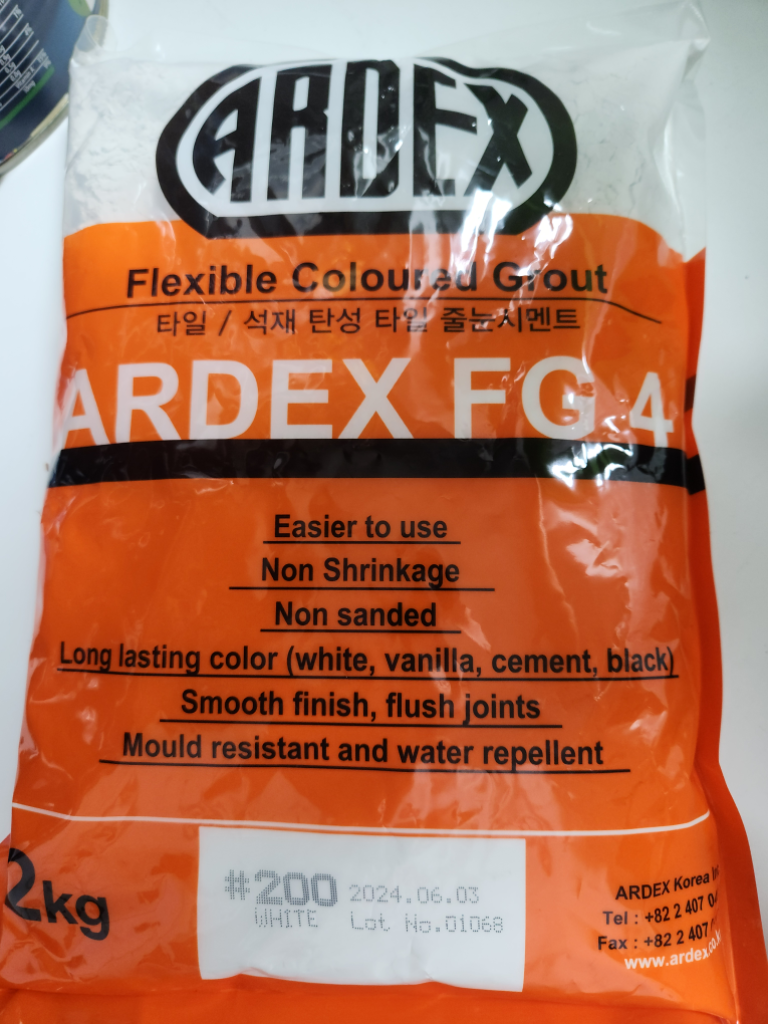 ARDEX
Flexible Coloured Grout
타일 / 석재 탄성 타일 줄눈시멘트
ARDEX FG 4
Easier to use
Non Shrinkage
Non sanded
Long lasting color (white, vanilla, cement, black)
Smooth finish, flush joints
Mould resistant and water repellent
2kg
#200 2024.06.03
WHITE Lot No.01068
ARDEX Korea
Tel : +82 2 407
Fax : +82 2 407
www.ardex.co.k